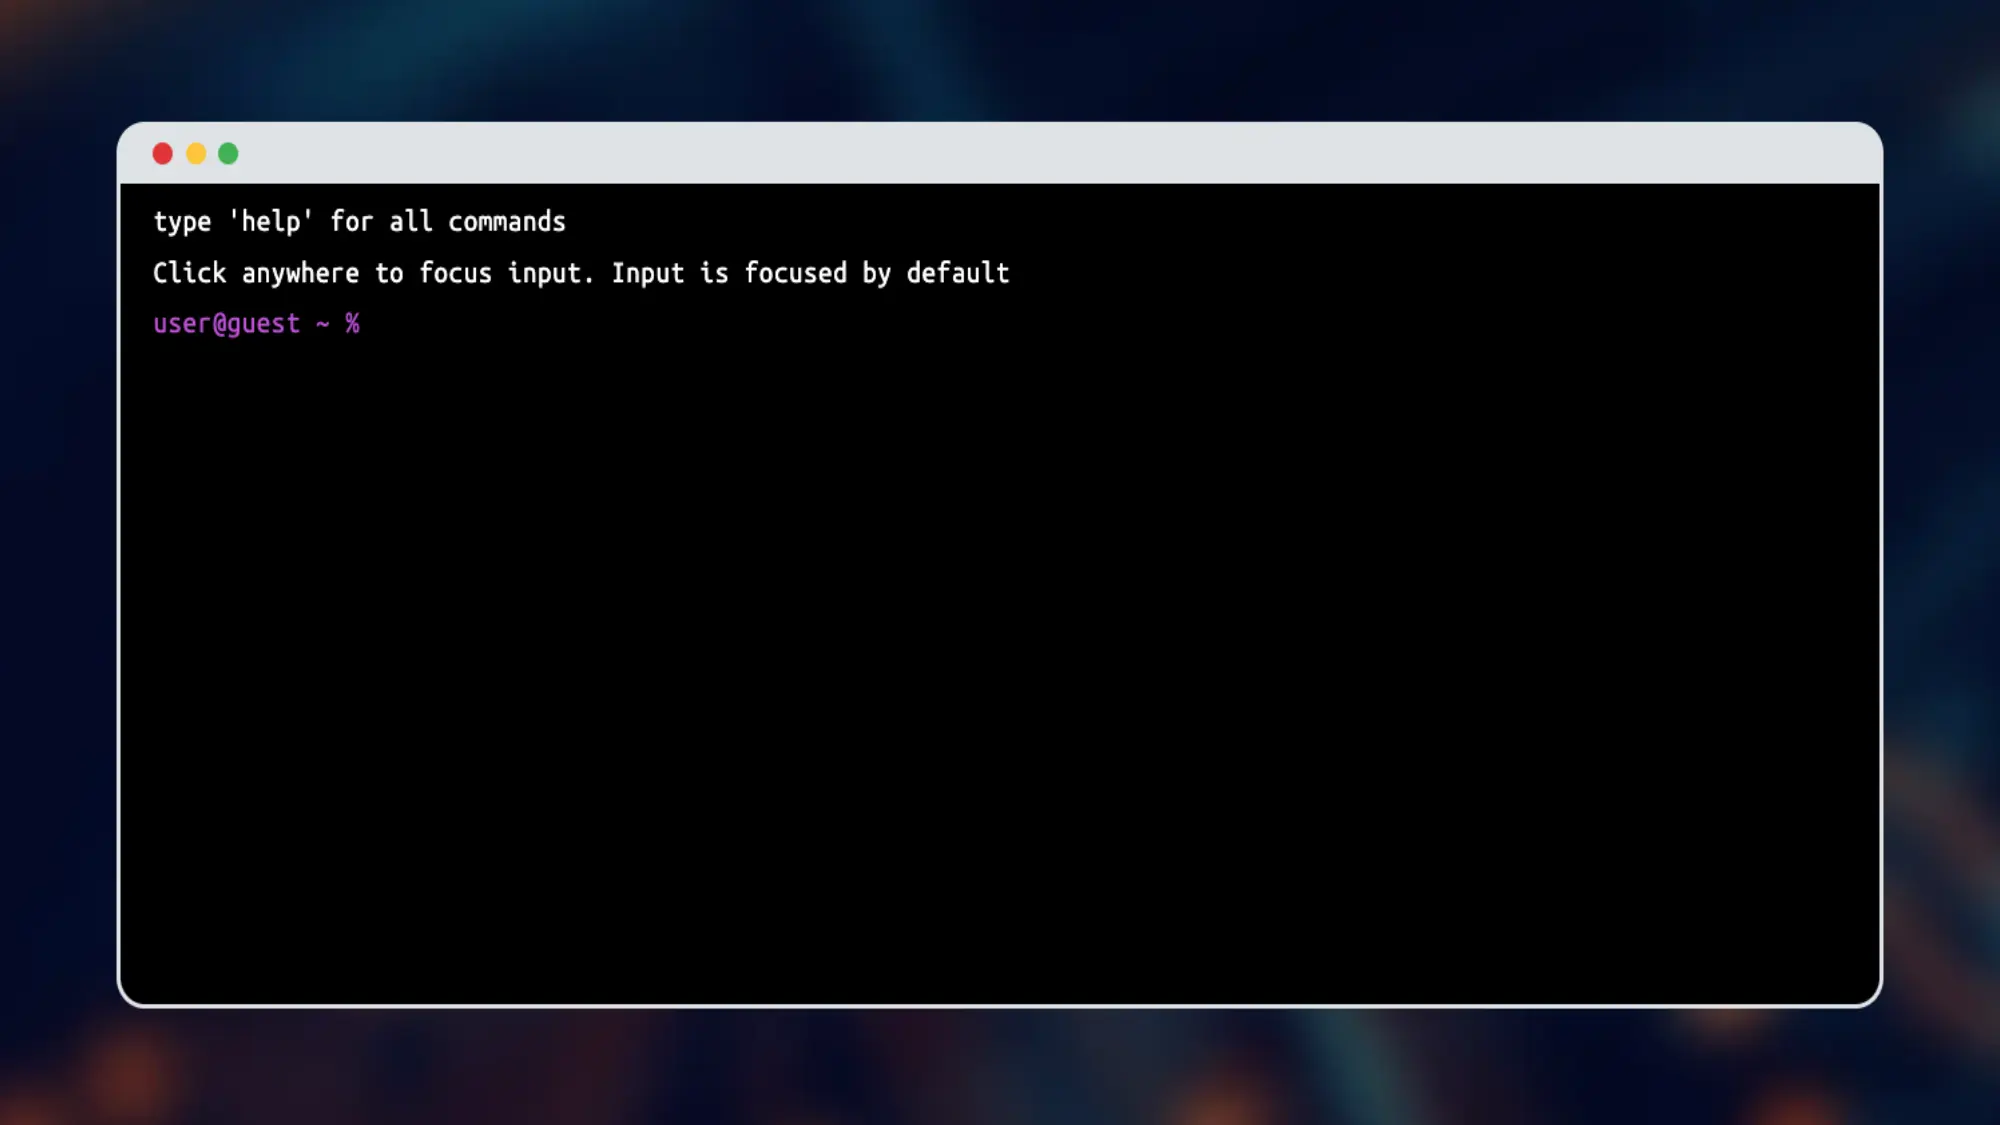 type 'help' for all commands
Click anywhere to focus input. Input is focused by default
user@guest ~ %